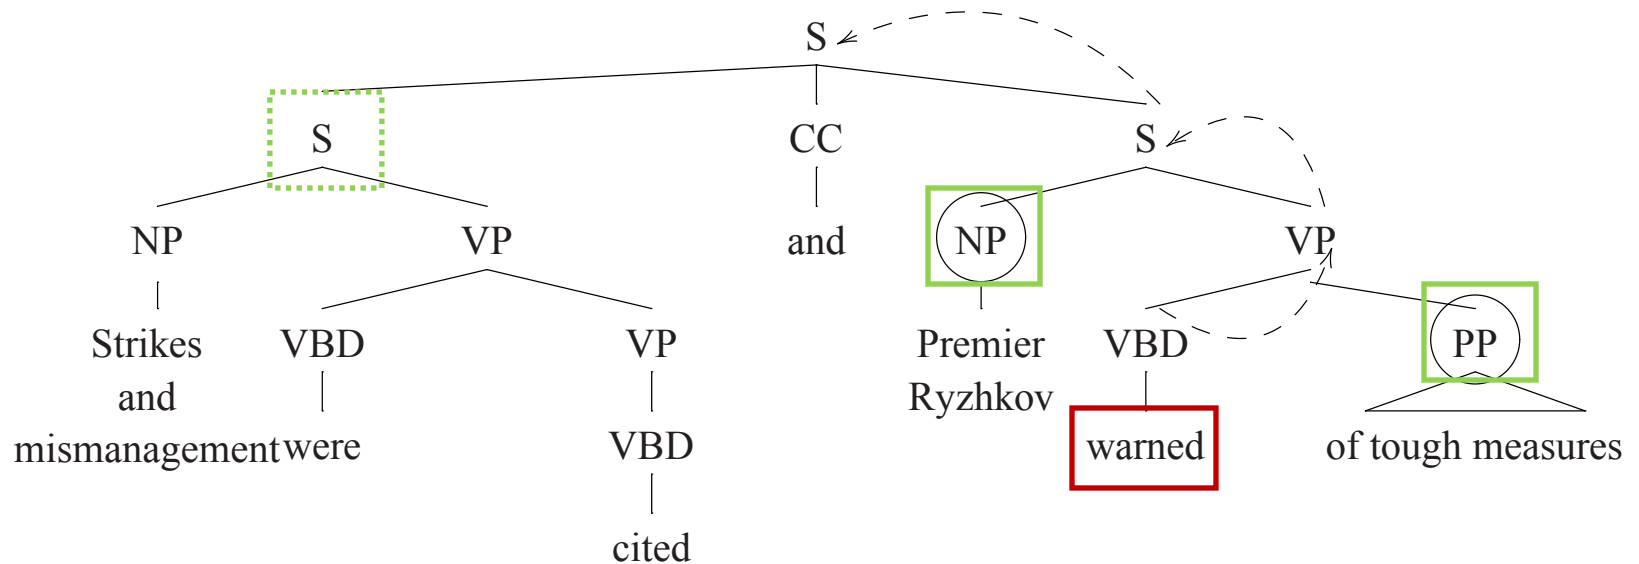 S
S CC S
NP VP and NP VP
Strikes VBD VP Premier VBD PP
and Ryzhkov
mismanagement were VBD warned of tough measures
cited